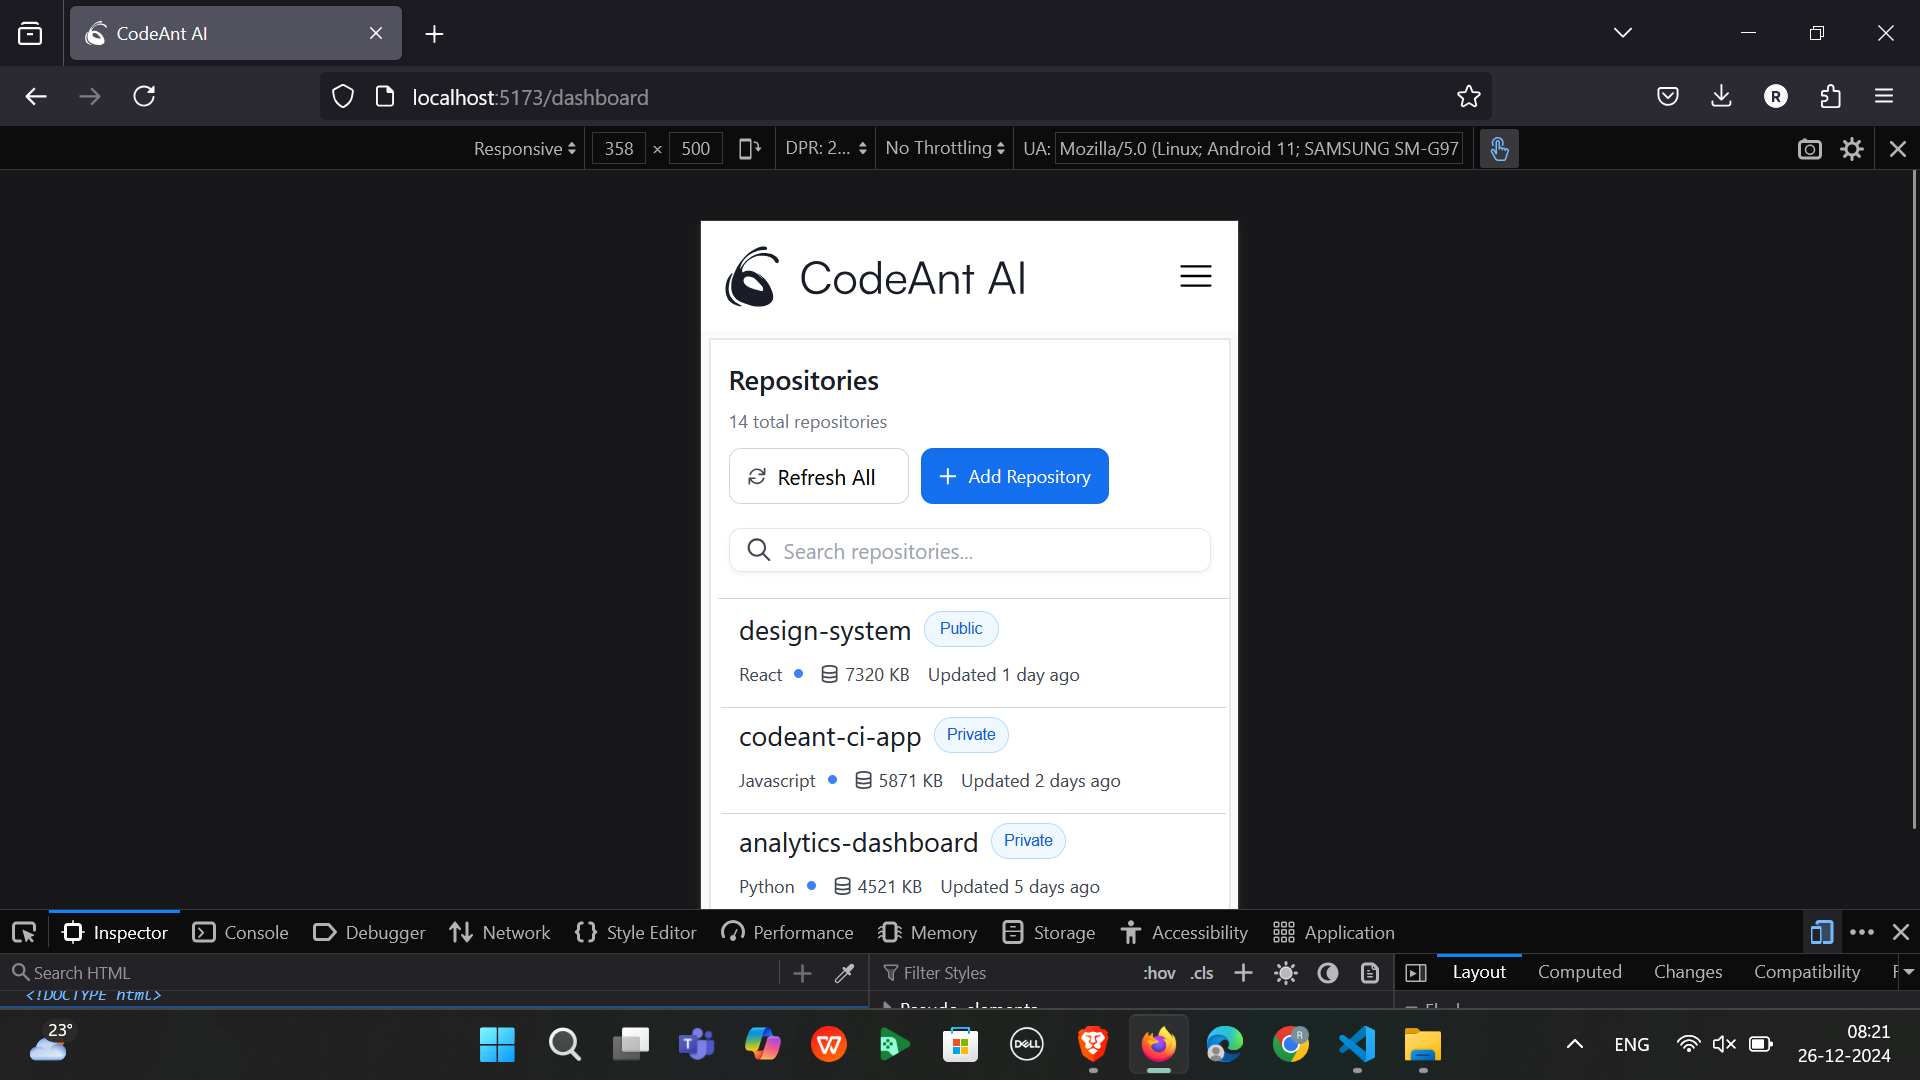 CodeAnt AI
localhost:5173/dashboard
R
Responsive 358 × 500 DPR: 2... No Throttling UA: Mozilla/5.0 (Linux; Android 11; SAMSUNG SM-G97
CodeAnt AI
Repositories
14 total repositories
Refresh All
Add Repository
Search repositories...
design-system Public
React 7320 KB Updated 1 day ago
codeant-ci-app Private
Javascript 5871 KB Updated 2 days ago
analytics-dashboard Private
Python 4521 KB Updated 5 days ago
Inspector Console Debugger Network Style Editor Performance Memory Storage Accessibility Application
Search HTML Filter Styles :hov .cls Layout Computed Changes Compatibility
<!DOCTYPE html>
23°
DELL
R
ENG
08:21
26-12-2024